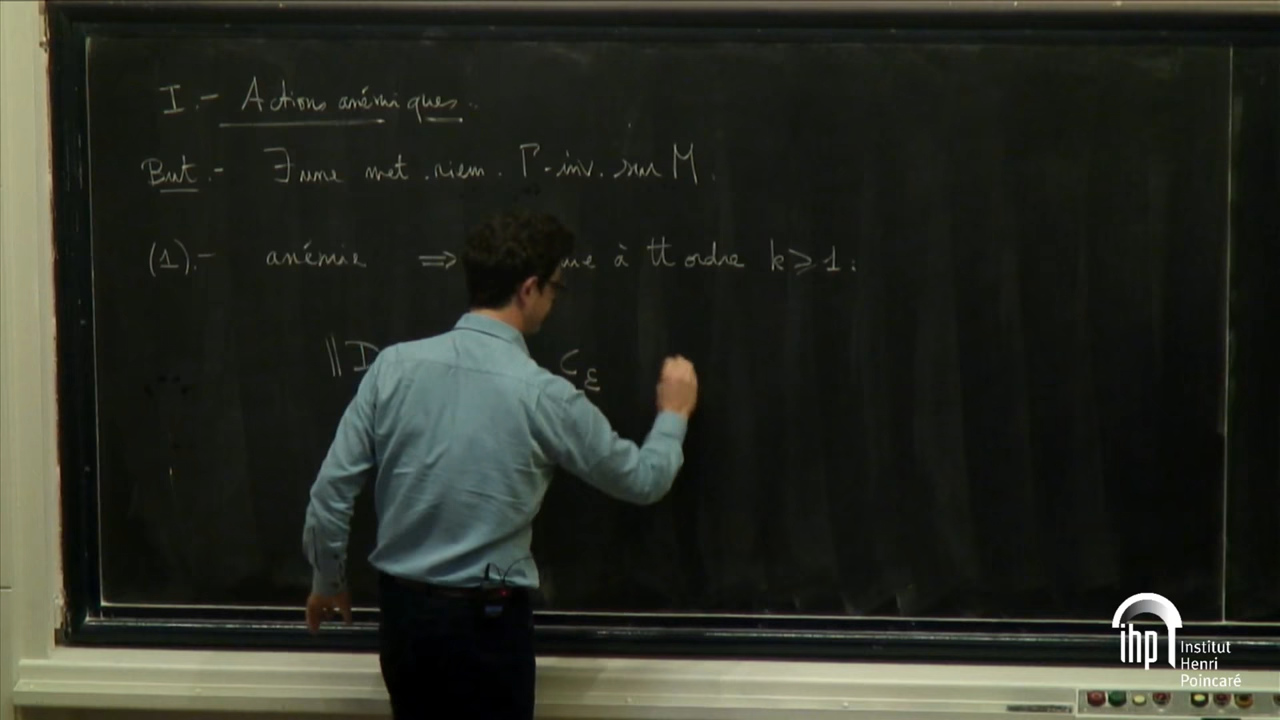 I.- Actions anémiques.
But.- ∃ une met. riem. Γ-inv. sur M.
(1).- anémie ⇒ à tt ordre k ≥ 1 :
‖D C_ε
ihp Institut
Henri
Poincaré